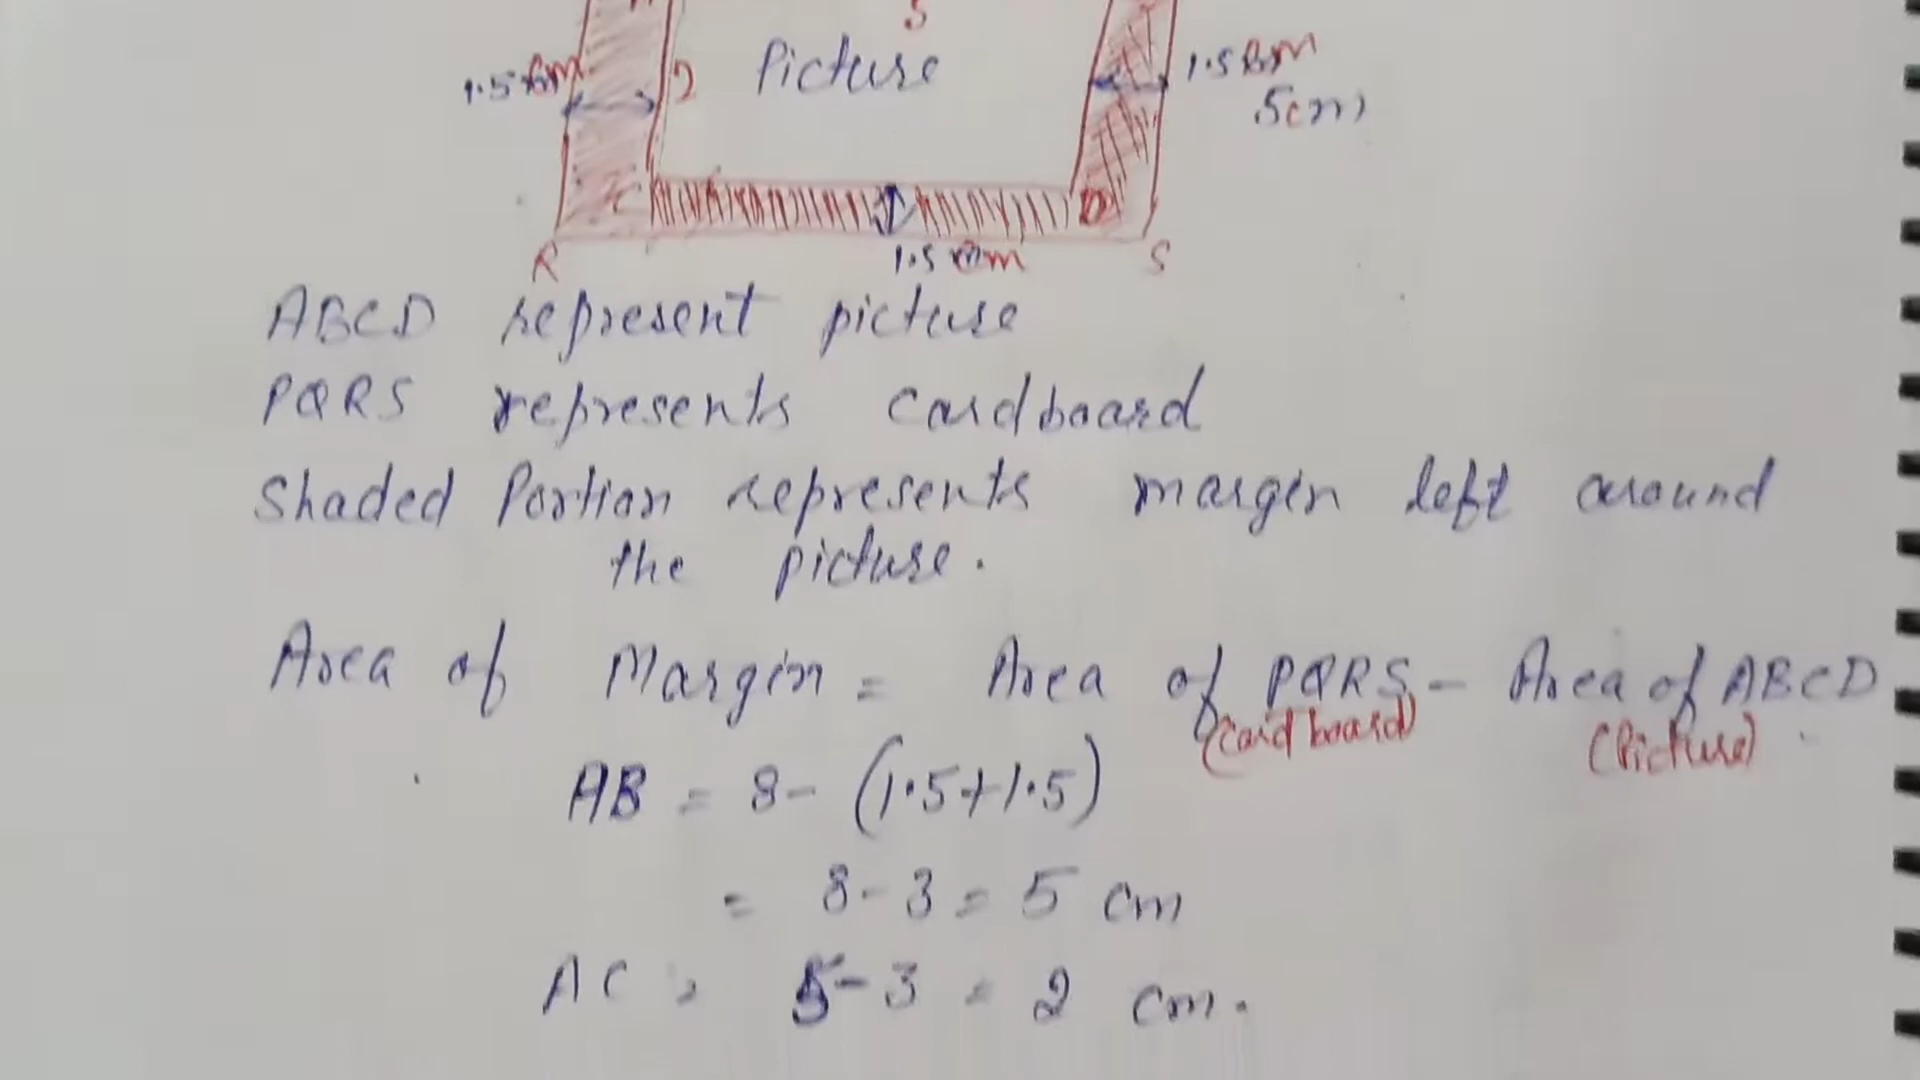 5
1.5 cm 2 Picture 1.5 cm
5cm
C D
1.5 cm
R S
ABCD represent picture
PQRS represents cardboard
Shaded Portion represents margin left around
the picture.
Area of Margin = Area of PQRS - Area of ABCD
(Card board) (Picture)
AB = 8 - (1.5+1.5)
= 8-3 = 5 cm
AC = 5-3 = 2 cm.